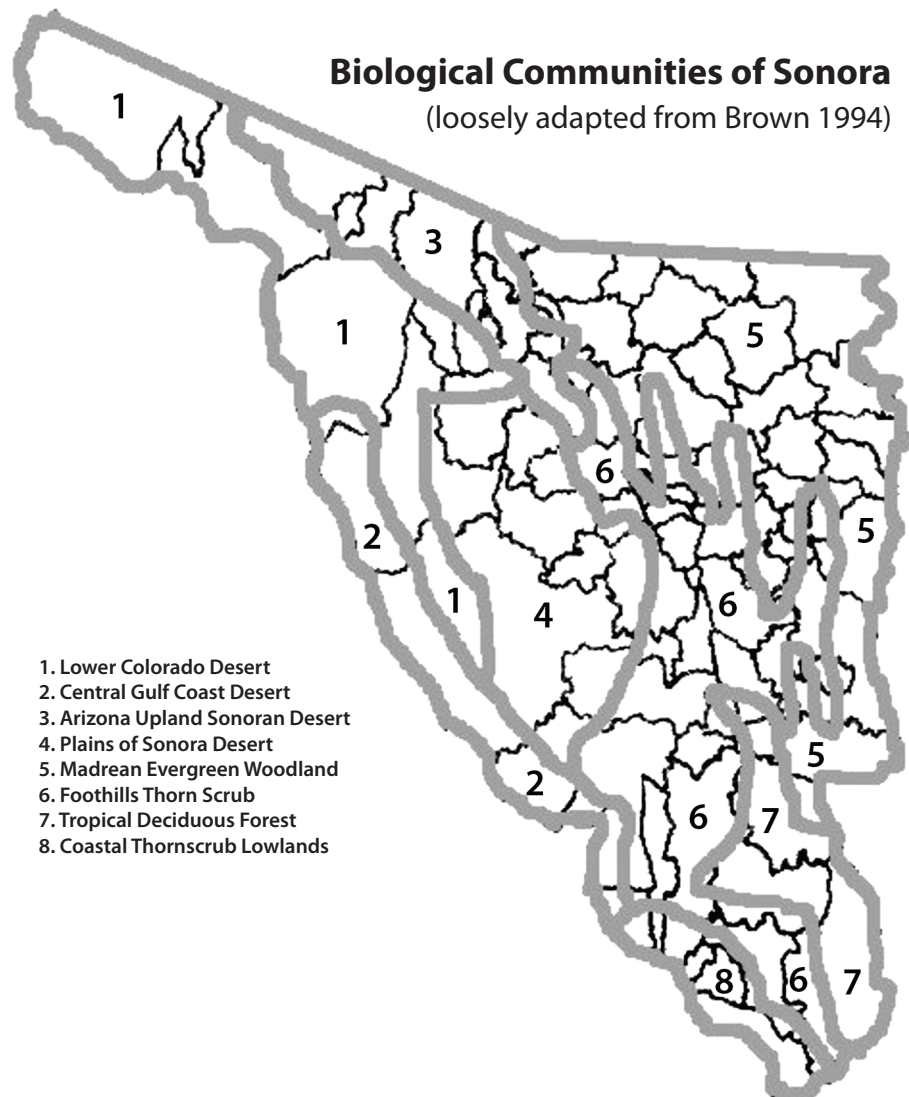 Biological Communities of Sonora
(loosely adapted from Brown 1994)
1
3
1
5
6
2
5
1
4
6
1. Lower Colorado Desert
2. Central Gulf Coast Desert
3. Arizona Upland Sonoran Desert
4. Plains of Sonora Desert
5. Madrean Evergreen Woodland
6. Foothills Thorn Scrub
7. Tropical Deciduous Forest
8. Coastal Thornscrub Lowlands
5
2
6
7
8
6
7